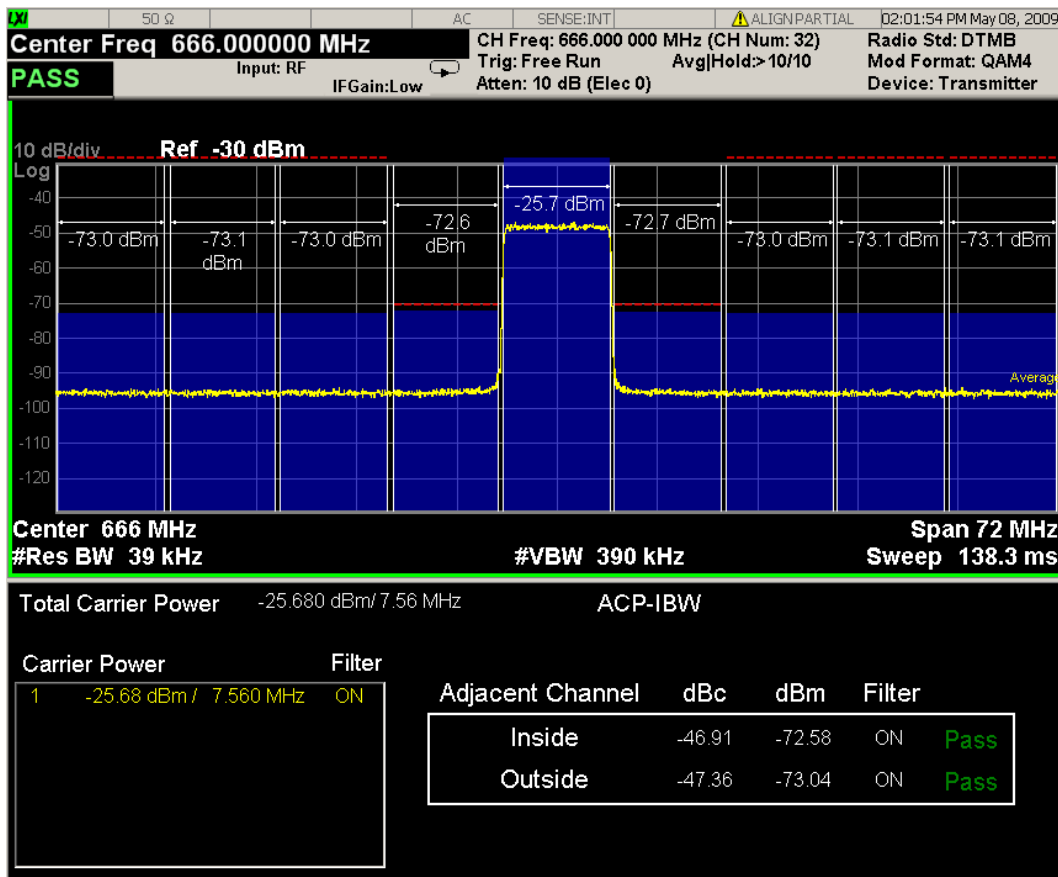 LXI 50 Ω AC SENSE:INT ALIGN PARTIAL 02:01:54 PM May 08, 2009
Center Freq 666.000000 MHz CH Freq: 666.000 000 MHz (CH Num: 32) Radio Std: DTMB
Input: RF Trig: Free Run Avg|Hold:>10/10 Mod Format: QAM4
PASS IFGain:Low Atten: 10 dB (Elec 0) Device: Transmitter
10 dB/div Ref -30 dBm
Log
-40
-50
-60
-70
-80
-90
-100
-110
-120
-73.0 dBm
-73.1
dBm
-73.0 dBm
-72.6
dBm
-25.7 dBm
-72.7 dBm
-73.0 dBm
-73.1 dBm
-73.1 dBm
Average
Center 666 MHz Span 72 MHz
#Res BW 39 kHz #VBW 390 kHz Sweep 138.3 ms
Total Carrier Power -25.680 dBm/ 7.56 MHz ACP-IBW
Carrier Power Filter
1 -25.68 dBm / 7.560 MHz ON
Adjacent Channel dBc dBm Filter
Inside -46.91 -72.58 ON Pass
Outside -47.36 -73.04 ON Pass